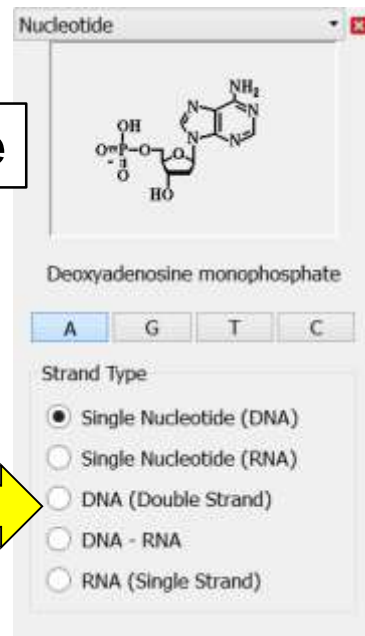 Nucleotide
NH₂
N
N
N
N
OH
O=P-O
O
O
HO
e
Deoxyadenosine monophosphate
A G T C
Strand Type
Single Nucleotide (DNA)
Single Nucleotide (RNA)
DNA (Double Strand)
DNA - RNA
RNA (Single Strand)